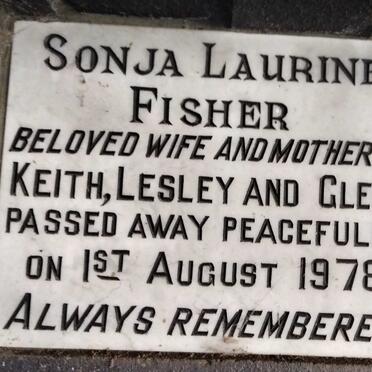 SONJA LAURINE
FISHER
BELOVED WIFE AND MOTHER
KEITH, LESLEY AND GLE
PASSED AWAY PEACEFUL
ON 1ST AUGUST 1978
ALWAYS REMEMBERE